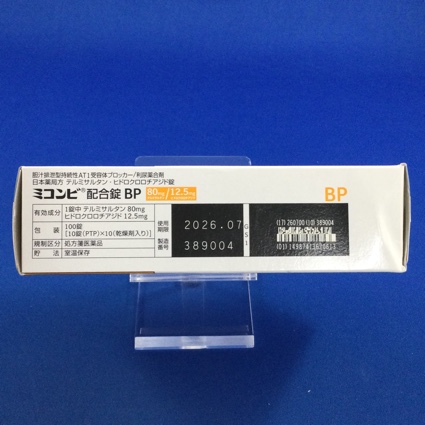 胆汁排泄型持続性AT1受容体ブロッカー/利尿薬合剤
日本薬局方 テルミサルタン・ヒドロクロロチアジド錠
ミコンビ®配合錠 BP 80mg/12.5mg
BP
有効成分 1錠中 テルミサルタン 80mg
ヒドロクロロチアジド 12.5mg
包装 100錠
[10錠(PTP)×10(乾燥剤入り)]
規制区分 処方箋医薬品
貯法 室温保存
使用期限 2026.07
製造番号 389004
GS1
(17) 260700 (10) 389004